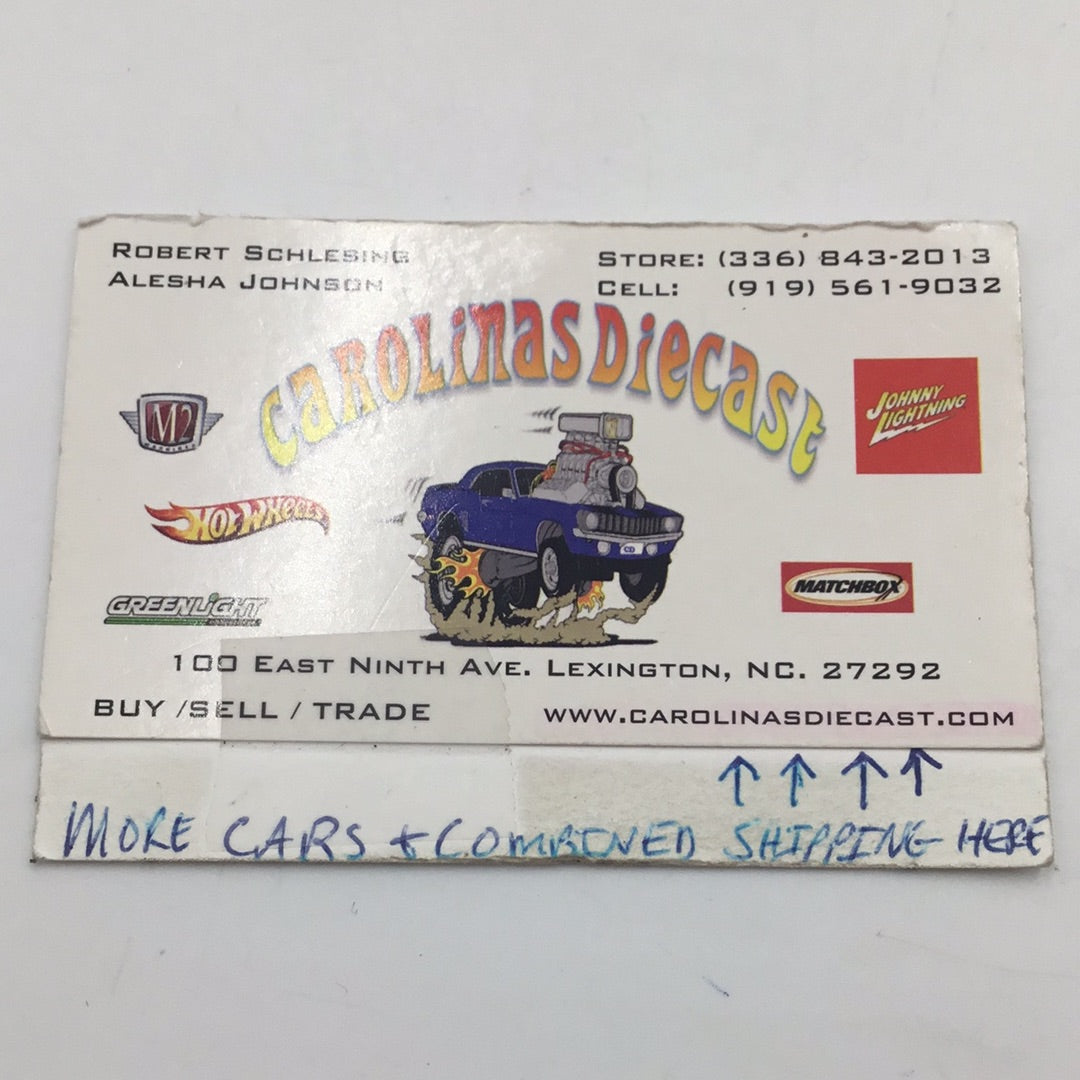 ROBERT SCHLESING
ALESHA JOHNSON
STORE: (336) 843-2013
CELL: (919) 561-9032
CAROLINAS DIECAST
M2
JOHNNY LIGHTNING
HOT WHEELS
CD
MATCHBOX
GREENLIGHT
100 EAST NINTH AVE. LEXINGTON, NC. 27292
BUY /SELL / TRADE
WWW.CAROLINASDIECAST.COM
MORE CARS + COMBINED SHIPPING HERE